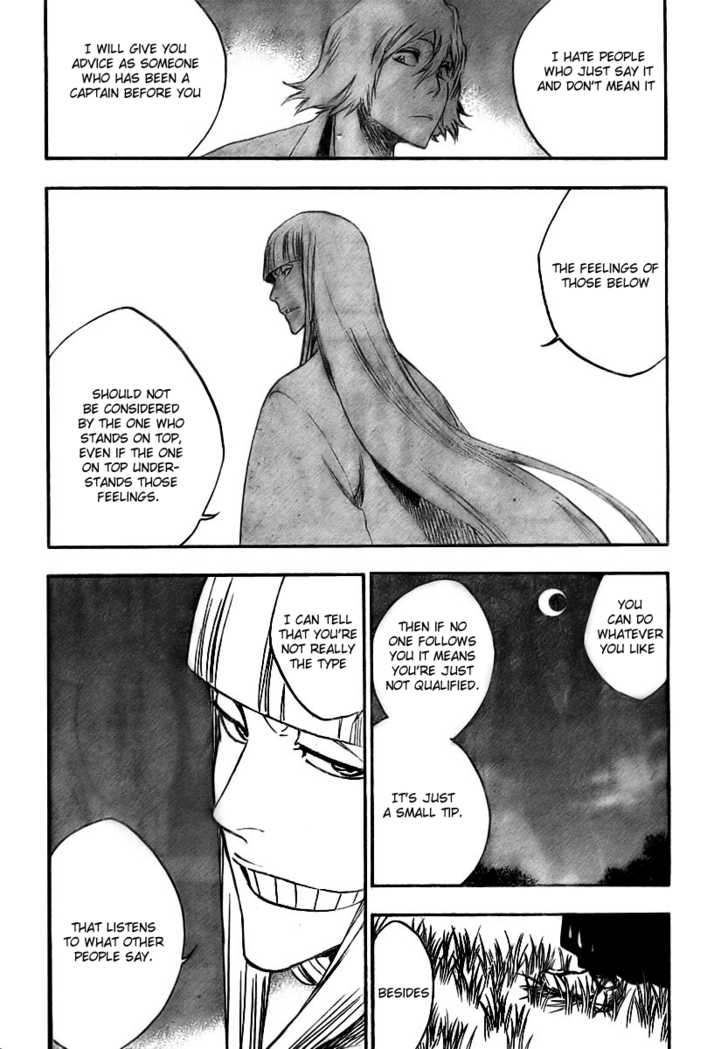 I HATE PEOPLE
WHO JUST SAY IT
AND DON'T MEAN IT
I WILL GIVE YOU
ADVICE AS SOMEONE
WHO HAS BEEN A
CAPTAIN BEFORE YOU
THE FEELINGS OF
THOSE BELOW
SHOULD NOT
BE CONSIDERED
BY THE ONE WHO
STANDS ON TOP,
EVEN IF THE ONE
ON TOP UNDER-
STANDS THOSE
FEELINGS.
YOU
CAN DO
WHATEVER
YOU LIKE
THEN IF NO
ONE FOLLOWS
YOU IT MEANS
YOU'RE JUST
NOT QUALIFIED.
IT'S JUST
A SMALL TIP.
I CAN TELL
THAT YOU'RE
NOT REALLY
THE TYPE
THAT LISTENS
TO WHAT OTHER
PEOPLE SAY.
BESIDES